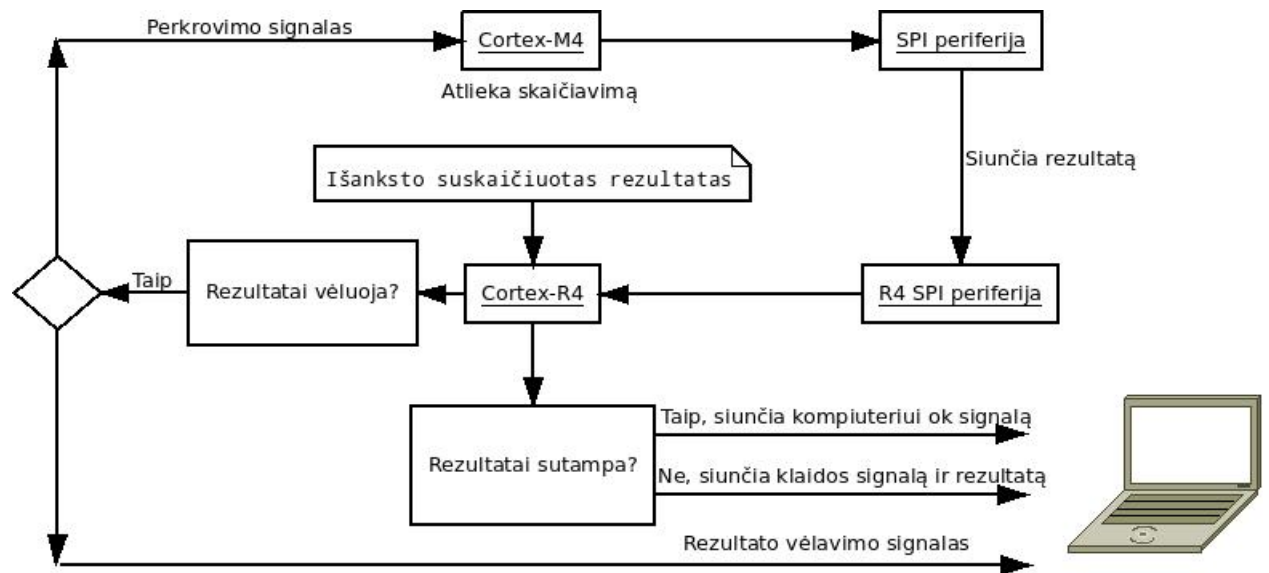 Perkrovimo signalas
Cortex-M4
SPI periferija
Atlieka skaičiavimą
Siunčia rezultatą
Išanksto suskaičiuotas rezultatas
Taip
Rezultatai vėluoja?
Cortex-R4
R4 SPI periferija
Taip, siunčia kompiuteriui ok signalą
Rezultatai sutampa?
Ne, siunčia klaidos signalą ir rezultatą
Rezultato vėlavimo signalas